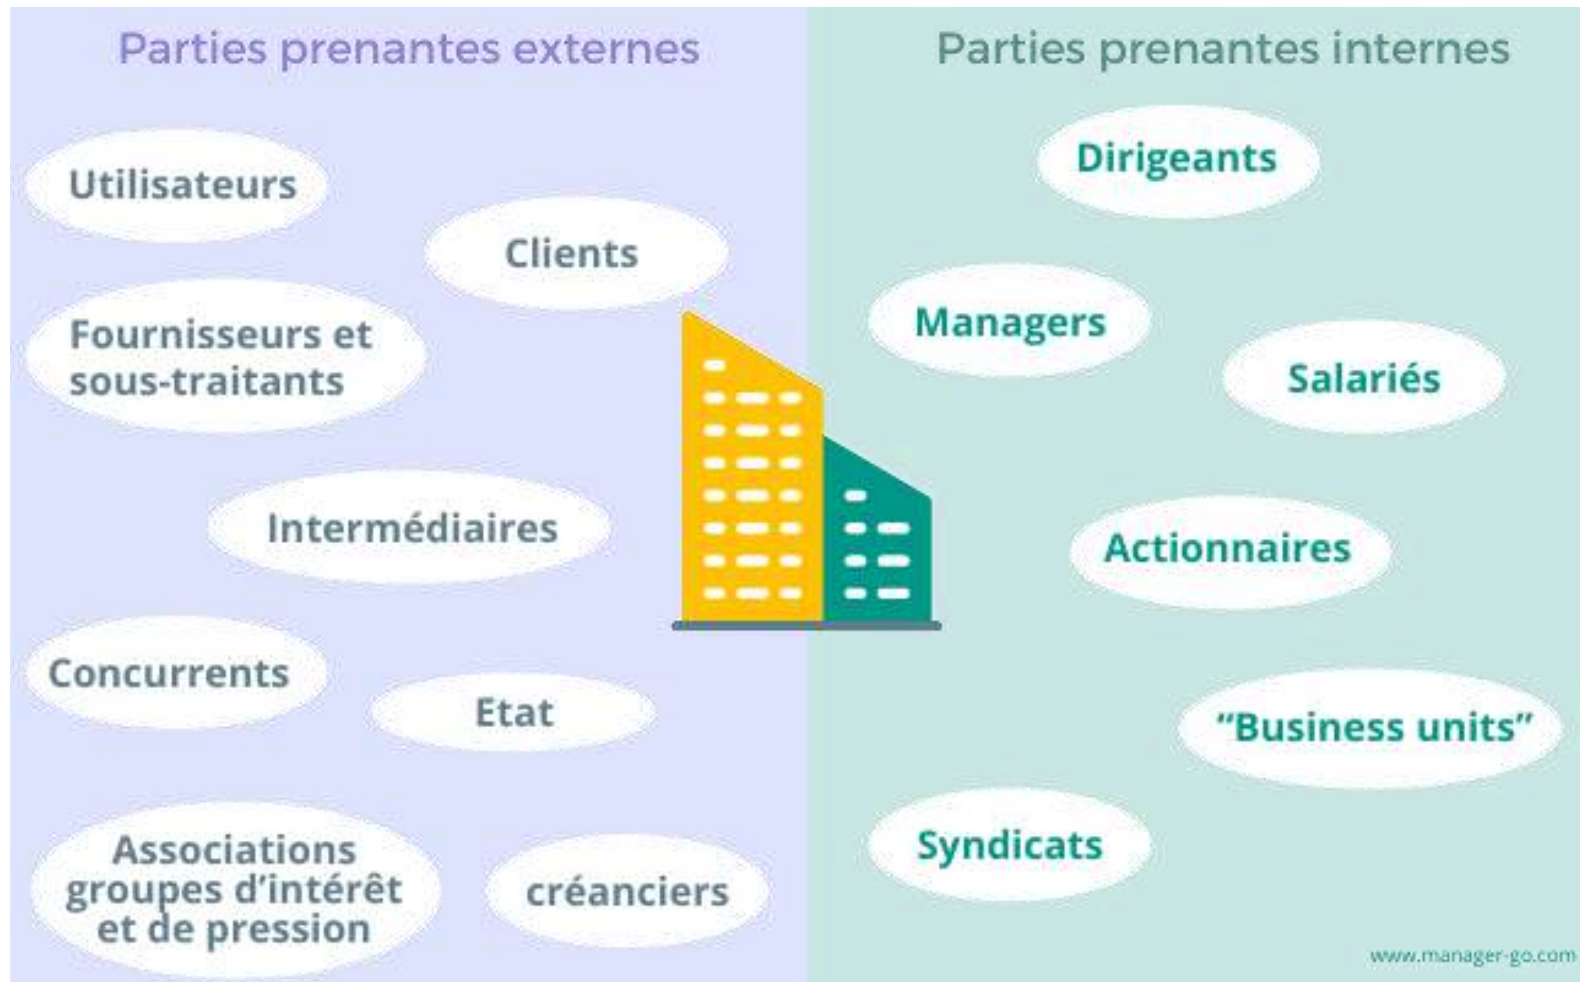 Parties prenantes externes
Utilisateurs
Clients
Fournisseurs et
sous-traitants
Intermédiaires
Concurrents
Etat
Associations
groupes d’intérêt
et de pression
créanciers
Parties prenantes internes
Dirigeants
Managers
Salariés
Actionnaires
“Business units”
Syndicats
www.manager-go.com